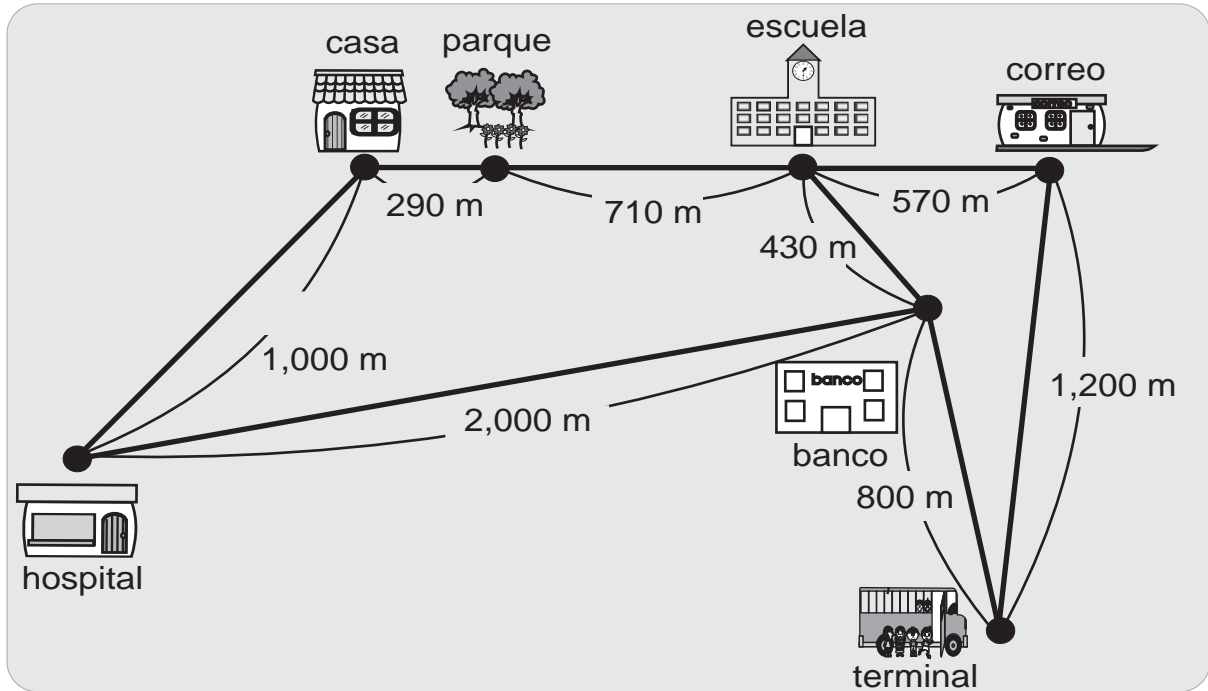 casa
parque
escuela
correo
correo
290 m
710 m
570 m
430 m
1,000 m
2,000 m
banco
banco
1,200 m
800 m
hospital
terminal